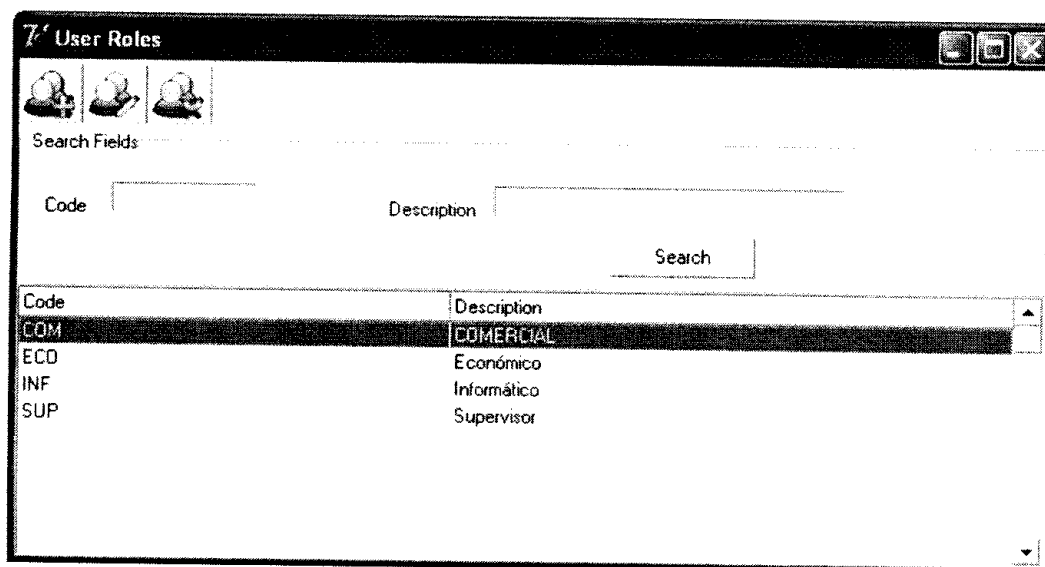 User Roles
Search Fields
Code Description
Search
Code Description
COM COMERCIAL
ECO Económico
INF Informático
SUP Supervisor